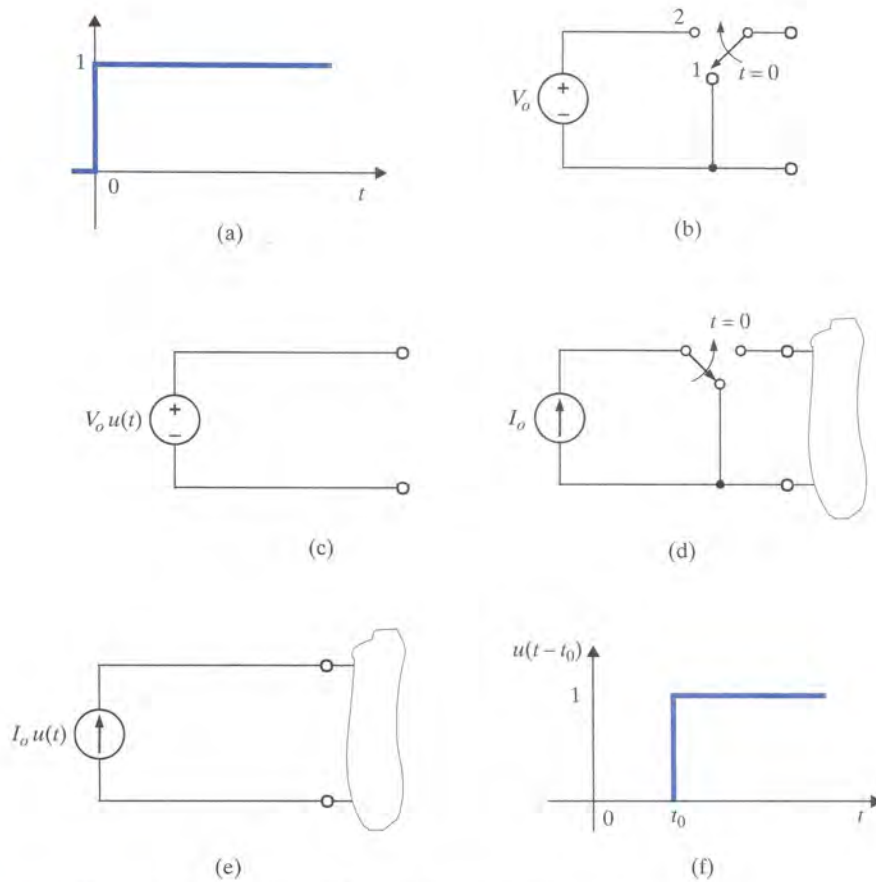 1
0
t
(a)
2
1
t = 0
V_o
+
−
(b)
V_o u(t)
+
−
(c)
t = 0
I_o
(d)
I_o u(t)
(e)
u(t − t_0)
1
0
t_0
t
(f)